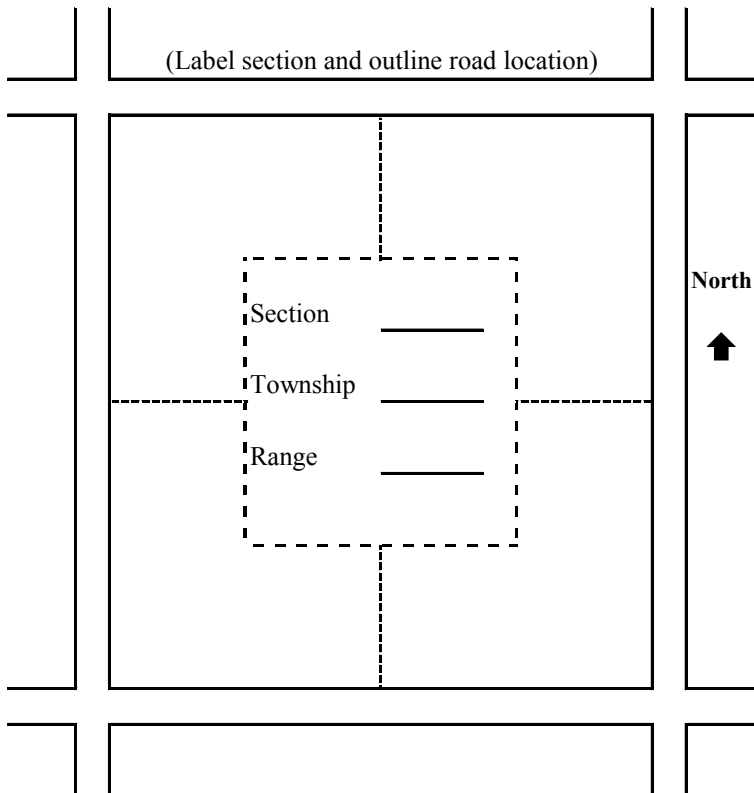 (Label section and outline road location)
North
Section
Township
Range